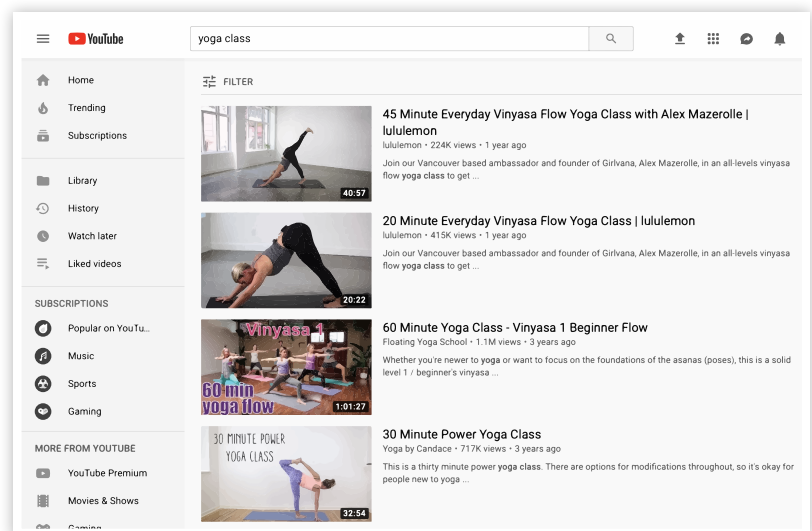 YouTube
yoga class
Home
Trending
Subscriptions
Library
History
Watch later
Liked videos
SUBSCRIPTIONS
Popular on YouTu...
Music
Sports
Gaming
MORE FROM YOUTUBE
YouTube Premium
Movies & Shows
Gaming
FILTER
40:57
45 Minute Everyday Vinyasa Flow Yoga Class with Alex Mazerolle |
lululemon
lululemon • 224K views • 1 year ago
Join our Vancouver based ambassador and founder of Girlvana, Alex Mazerolle, in an all-levels vinyasa
flow yoga class to get ...
20:22
20 Minute Everyday Vinyasa Flow Yoga Class | lululemon
lululemon • 415K views • 1 year ago
Join our Vancouver based ambassador and founder of Girlvana, Alex Mazerolle, in an all-levels vinyasa
flow yoga class to get ...
Vinyasa 1
60 min
yoga flow
1:01:27
60 Minute Yoga Class - Vinyasa 1 Beginner Flow
Floating Yoga School • 1.1M views • 3 years ago
Whether you're newer to yoga or want to focus on the foundations of the asanas (poses), this is a solid
level 1 / beginner's vinyasa ...
30 MINUTE POWER
YOGA CLASS
32:54
30 Minute Power Yoga Class
Yoga by Candace • 717K views • 3 years ago
This is a thirty minute power yoga class. There are options for modifications throughout, so it's okay for
people new to yoga ...